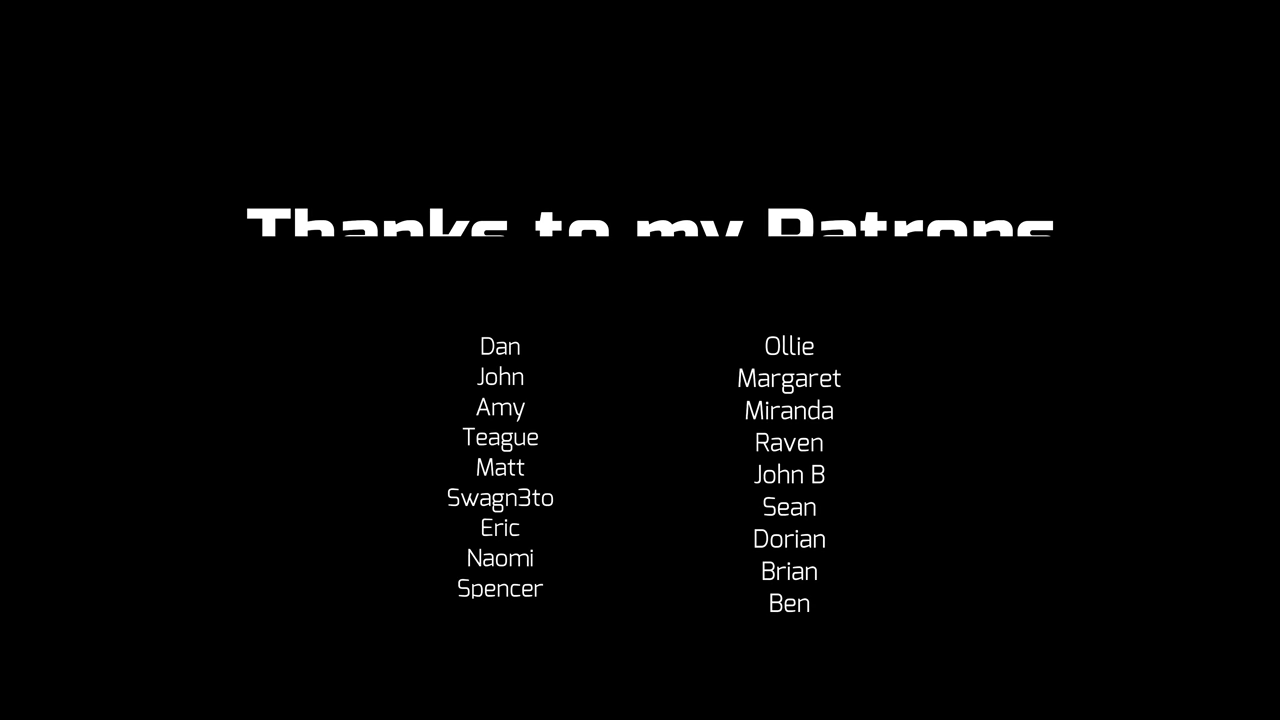 Thanks to my Patrons
Dan
John
Amy
Teague
Matt
Swagn3to
Eric
Naomi
Spencer
Ollie
Margaret
Miranda
Raven
John B
Sean
Dorian
Brian
Ben